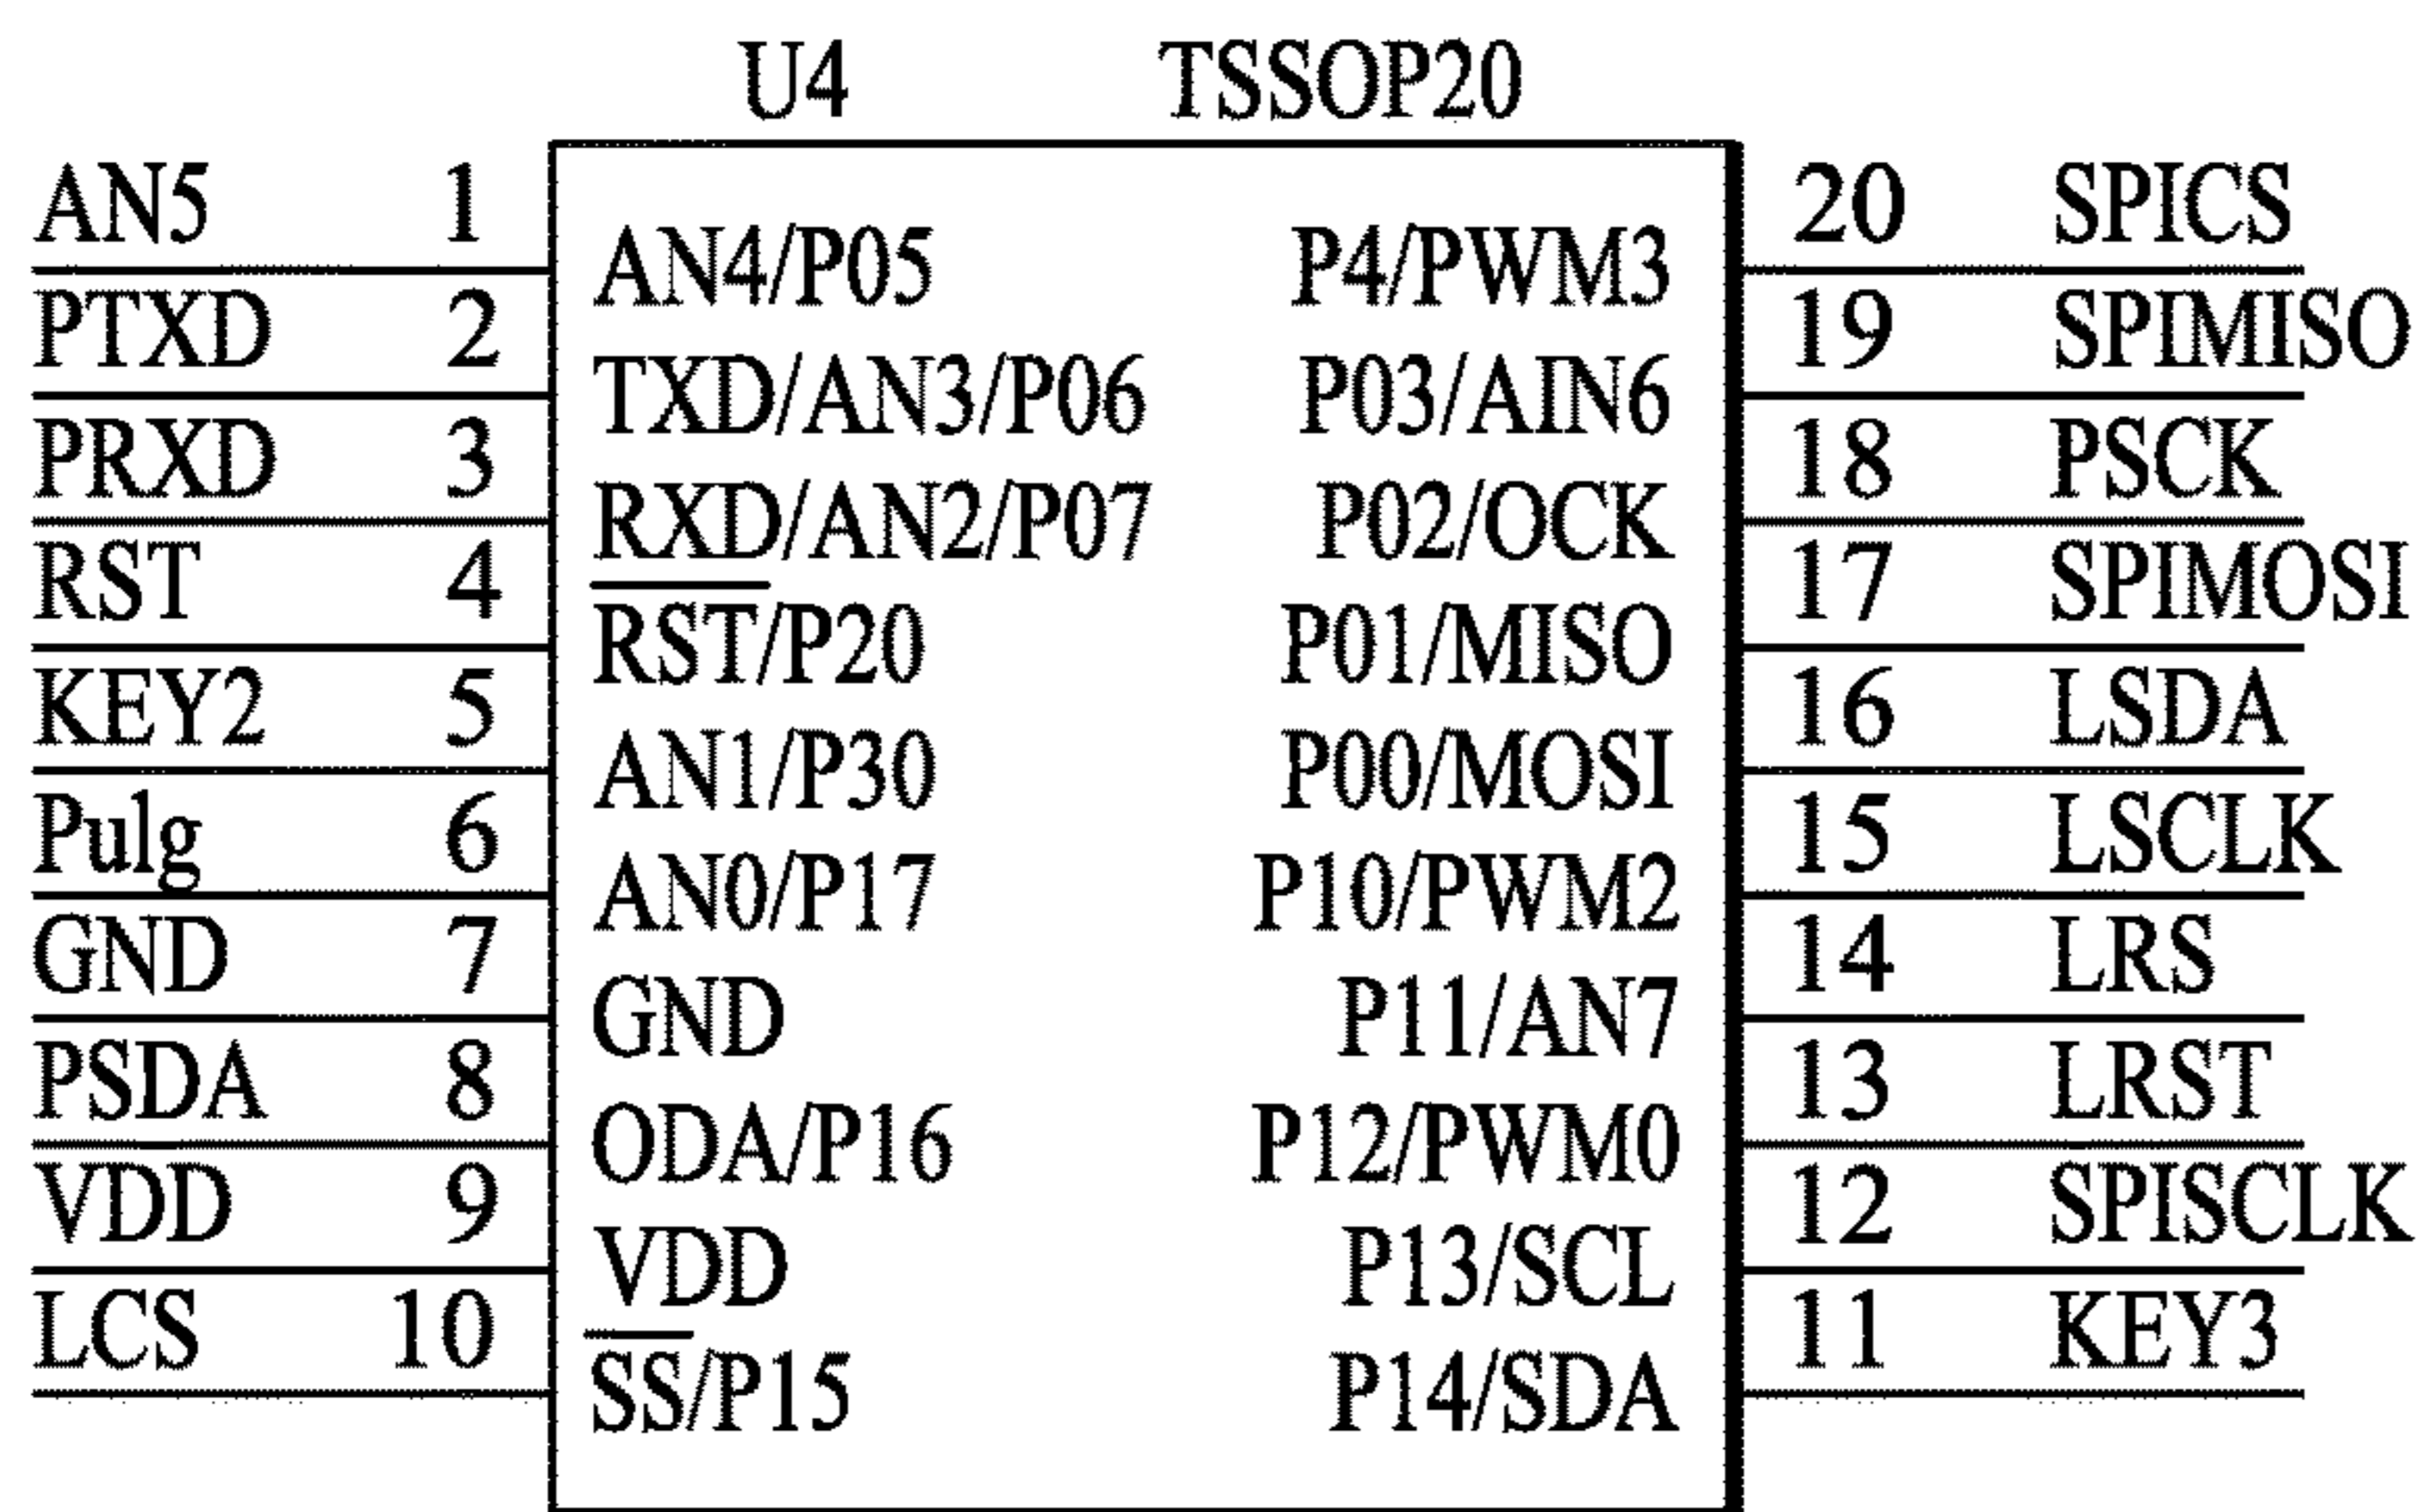 U4 TSSOP20
AN5 1 20 SPICS
AN4/P05 P4/PWM3
PTXD 2 19 SPIMISO
TXD/AN3/P06 P03/AIN6
PRXD 3 18 PSCK
RXD/AN2/P07 P02/OCK
RST 4 17 SPIMOSI
RST/P20 P01/MISO
KEY2 5 16 LSDA
AN1/P30 P00/MOSI
Pulg 6 15 LSCLK
AN0/P17 P10/PWM2
GND 7 14 LRS
GND P11/AN7
PSDA 8 13 LRST
ODA/P16 P12/PWM0
VDD 9 12 SPISCLK
VDD P13/SCL
LCS 10 11 KEY3
SS/P15 P14/SDA